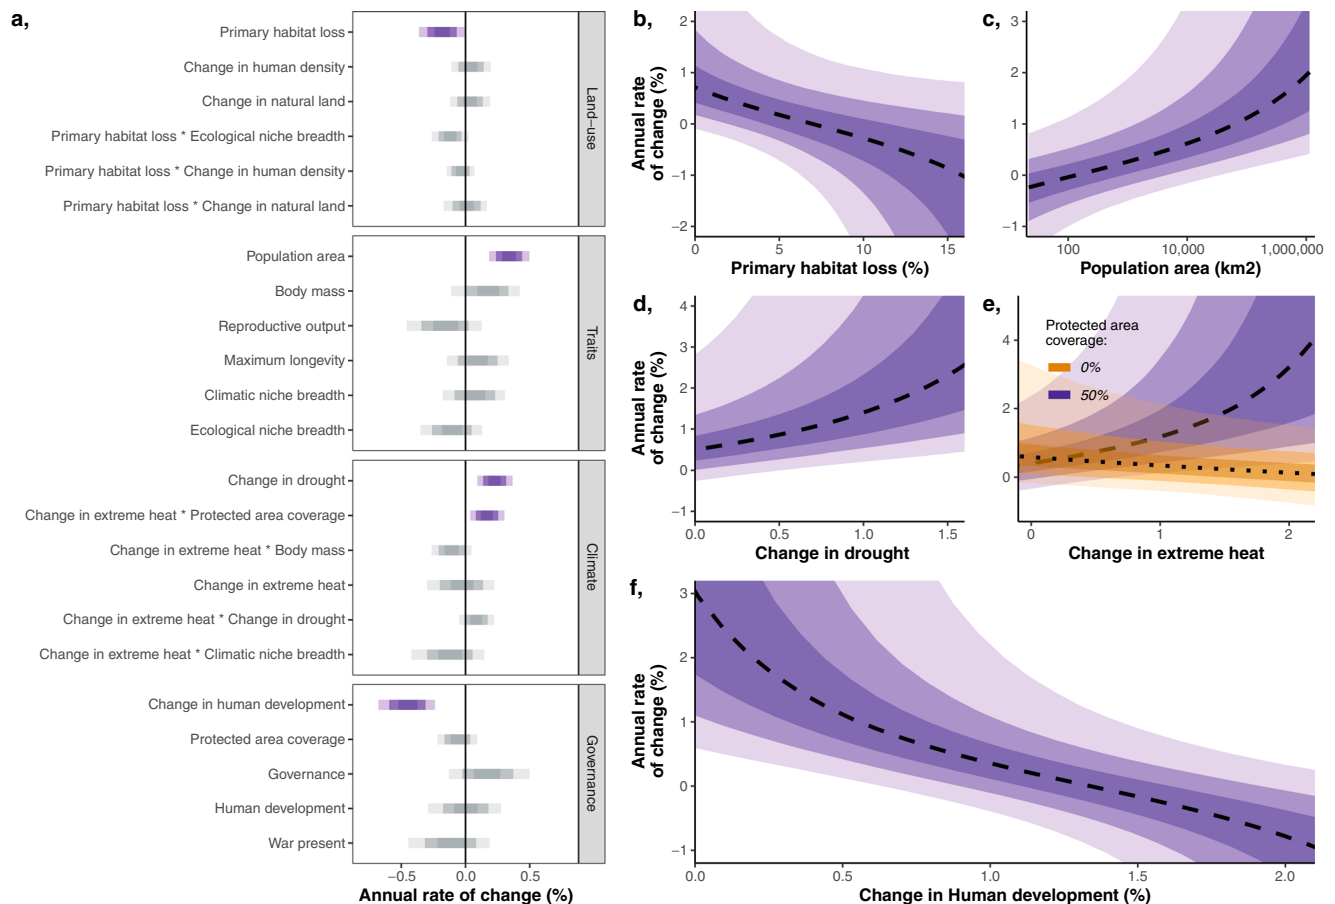 a,
Primary habitat loss
Change in human density
Change in natural land
Primary habitat loss * Ecological niche breadth
Primary habitat loss * Change in human density
Primary habitat loss * Change in natural land
Land−use
Population area
Body mass
Reproductive output
Maximum longevity
Climatic niche breadth
Ecological niche breadth
Traits
Change in drought
Change in extreme heat * Protected area coverage
Change in extreme heat * Body mass
Change in extreme heat
Change in extreme heat * Change in drought
Change in extreme heat * Climatic niche breadth
Climate
Change in human development
Protected area coverage
Governance
Human development
War present
Governance
−0.5 0.0 0.5
Annual rate of change (%)
b,
Annual rate
of change (%)
2
1
0
−1
−2
0 5 10 15
Primary habitat loss (%)
c,
3
2
1
0
−1
100 10,000 1,000,000
Population area (km2)
d,
Annual rate
of change (%)
4
3
2
1
0
−1
0.0 0.5 1.0 1.5
Change in drought
e,
Protected area
coverage:
0%
50%
4
2
0
0 1 2
Change in extreme heat
f,
Annual rate
of change (%)
3
2
1
0
−1
0.0 0.5 1.0 1.5 2.0
Change in Human development (%)